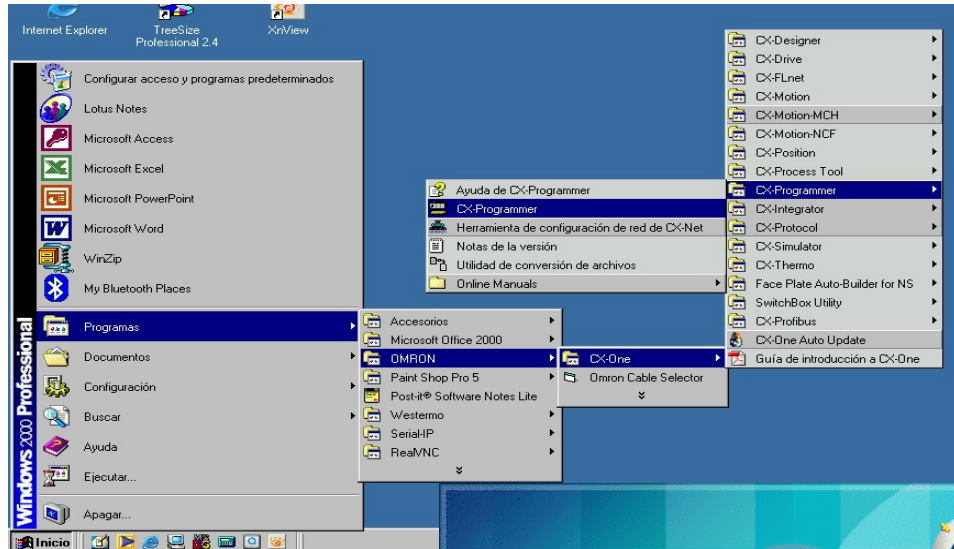 Internet Explorer
TreeSize
Professional 2.4
XnView
Configurar acceso y programas predeterminados
Lotus Notes
Microsoft Access
Microsoft Excel
Microsoft PowerPoint
Microsoft Word
WinZip
My Bluetooth Places
Programas
Documentos
Configuración
Buscar
Ayuda
Ejecutar...
Apagar...
Windows 2000 Professional
Inicio
Accesorios
Microsoft Office 2000
OMRON
Paint Shop Pro 5
Post-it® Software Notes Lite
Westermo
Serial-IP
RealVNC
CX-One
Omron Cable Selector
Ayuda de CX-Programmer
CX-Programmer
Herramienta de configuración de red de CX-Net
Notas de la versión
Utilidad de conversión de archivos
Online Manuals
CX-Designer
CX-Drive
CX-FLnet
CX-Motion
CX-Motion-MCH
CX-Motion-NCF
CX-Position
CX-Process Tool
CX-Programmer
CX-Integrator
CX-Protocol
CX-Simulator
CX-Thermo
Face Plate Auto-Builder for NS
SwitchBox Utility
CX-Profibus
CX-One Auto Update
Guía de introducción a CX-One